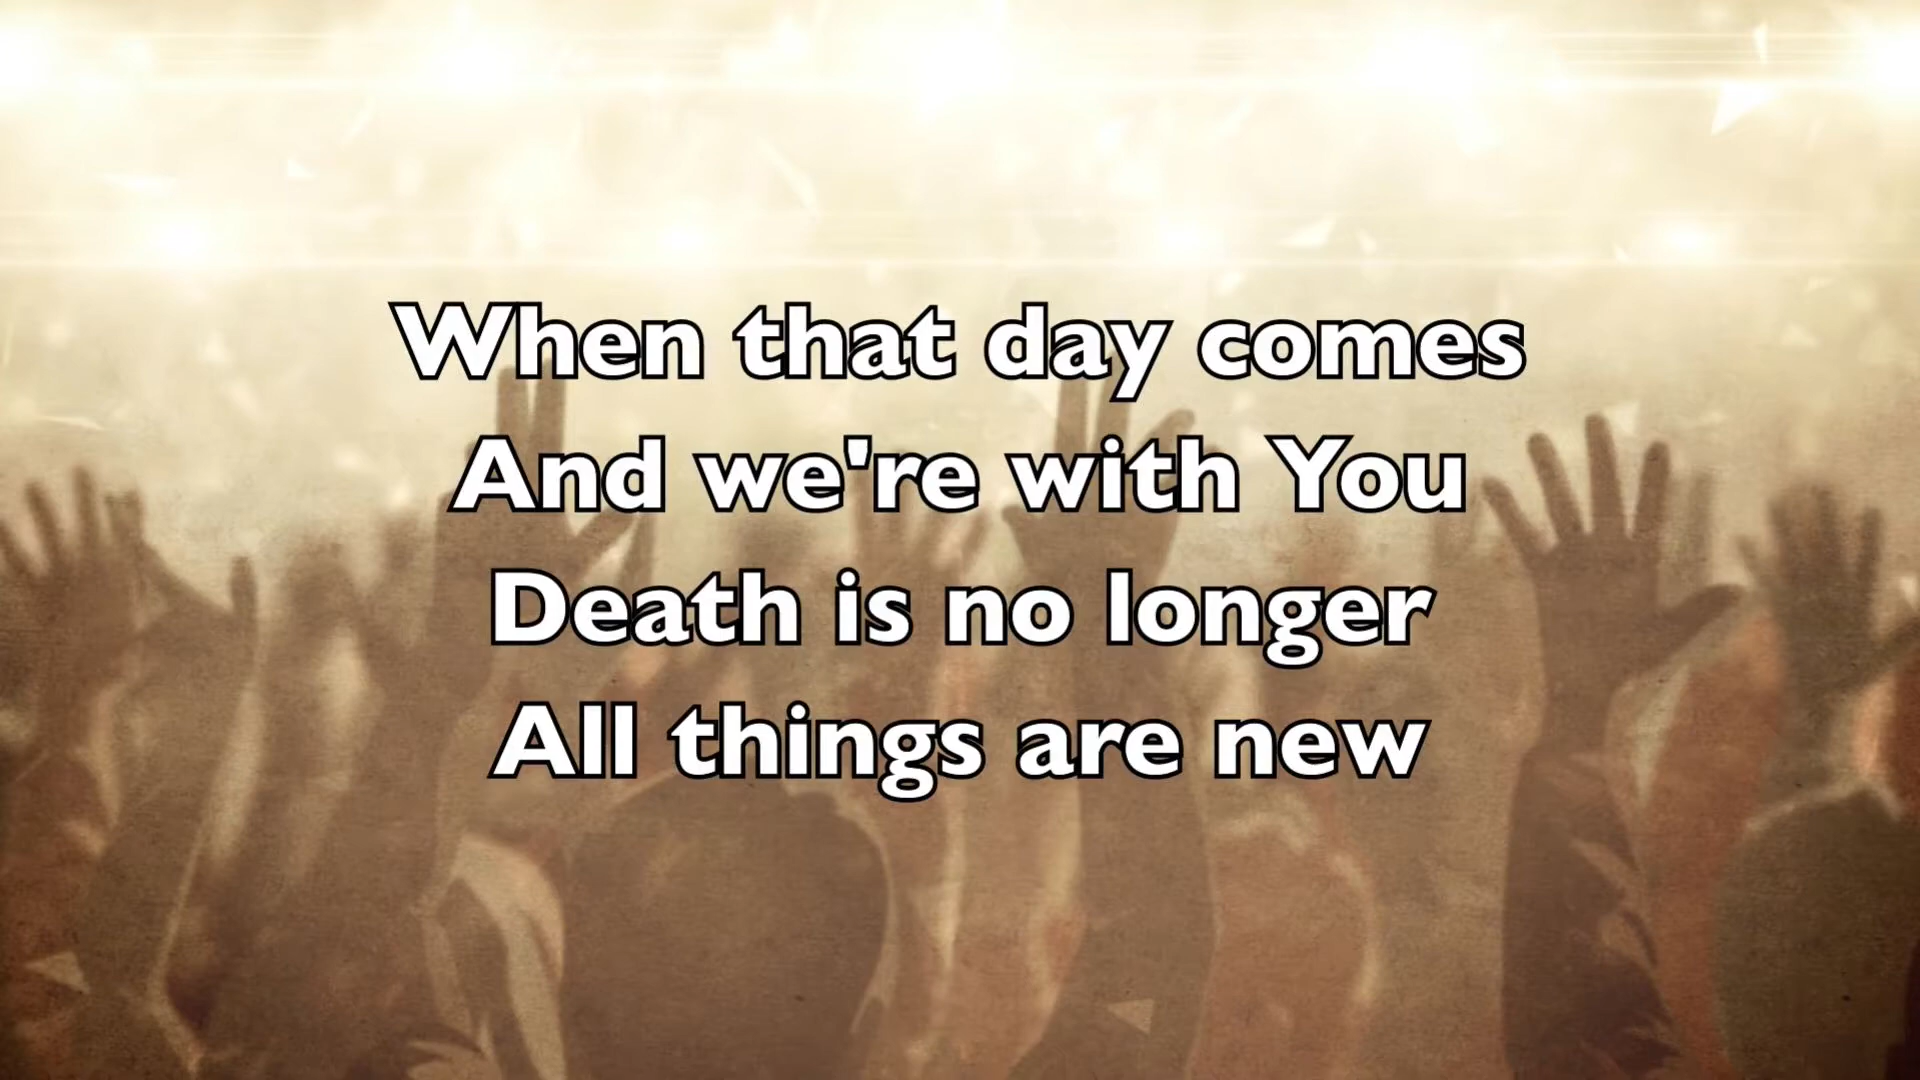 When that day comes
And we're with You
Death is no longer
All things are new